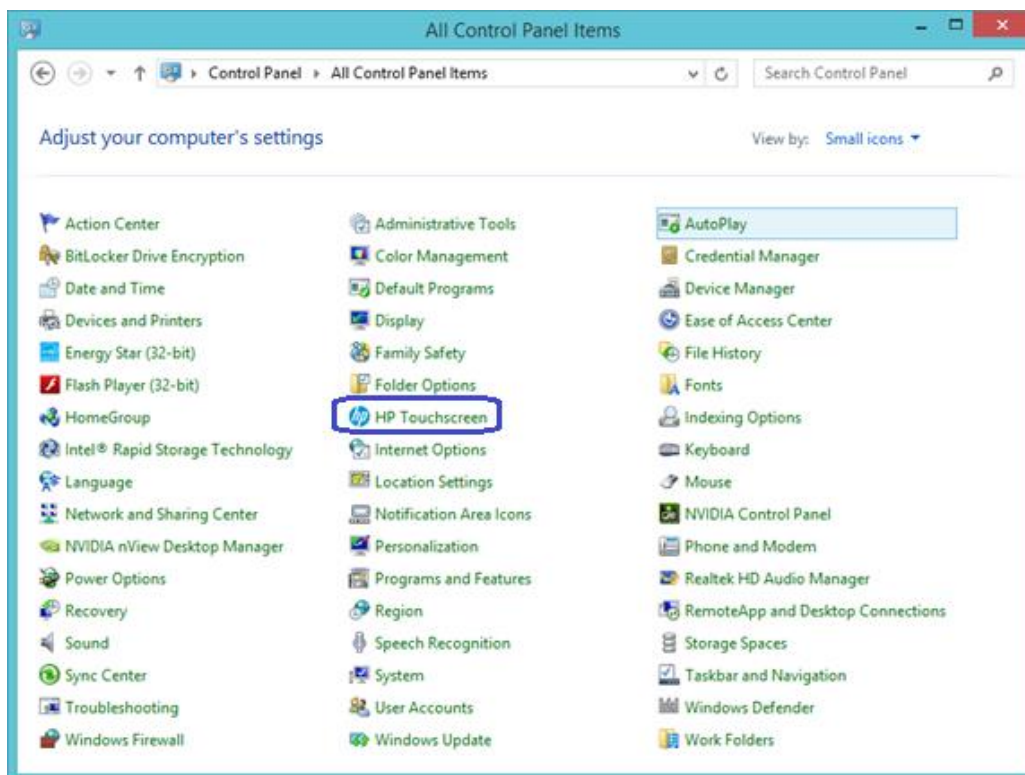 All Control Panel Items
Control Panel All Control Panel Items Search Control Panel
Adjust your computer's settings View by: Small icons
Action Center Administrative Tools AutoPlay
BitLocker Drive Encryption Color Management Credential Manager
Date and Time Default Programs Device Manager
Devices and Printers Display Ease of Access Center
Energy Star (32-bit) Family Safety File History
Flash Player (32-bit) Folder Options Fonts
HomeGroup HP Touchscreen Indexing Options
Intel® Rapid Storage Technology Internet Options Keyboard
Language Location Settings Mouse
Network and Sharing Center Notification Area Icons NVIDIA Control Panel
NVIDIA nView Desktop Manager Personalization Phone and Modem
Power Options Programs and Features Realtek HD Audio Manager
Recovery Region RemoteApp and Desktop Connections
Sound Speech Recognition Storage Spaces
Sync Center System Taskbar and Navigation
Troubleshooting User Accounts Windows Defender
Windows Firewall Windows Update Work Folders